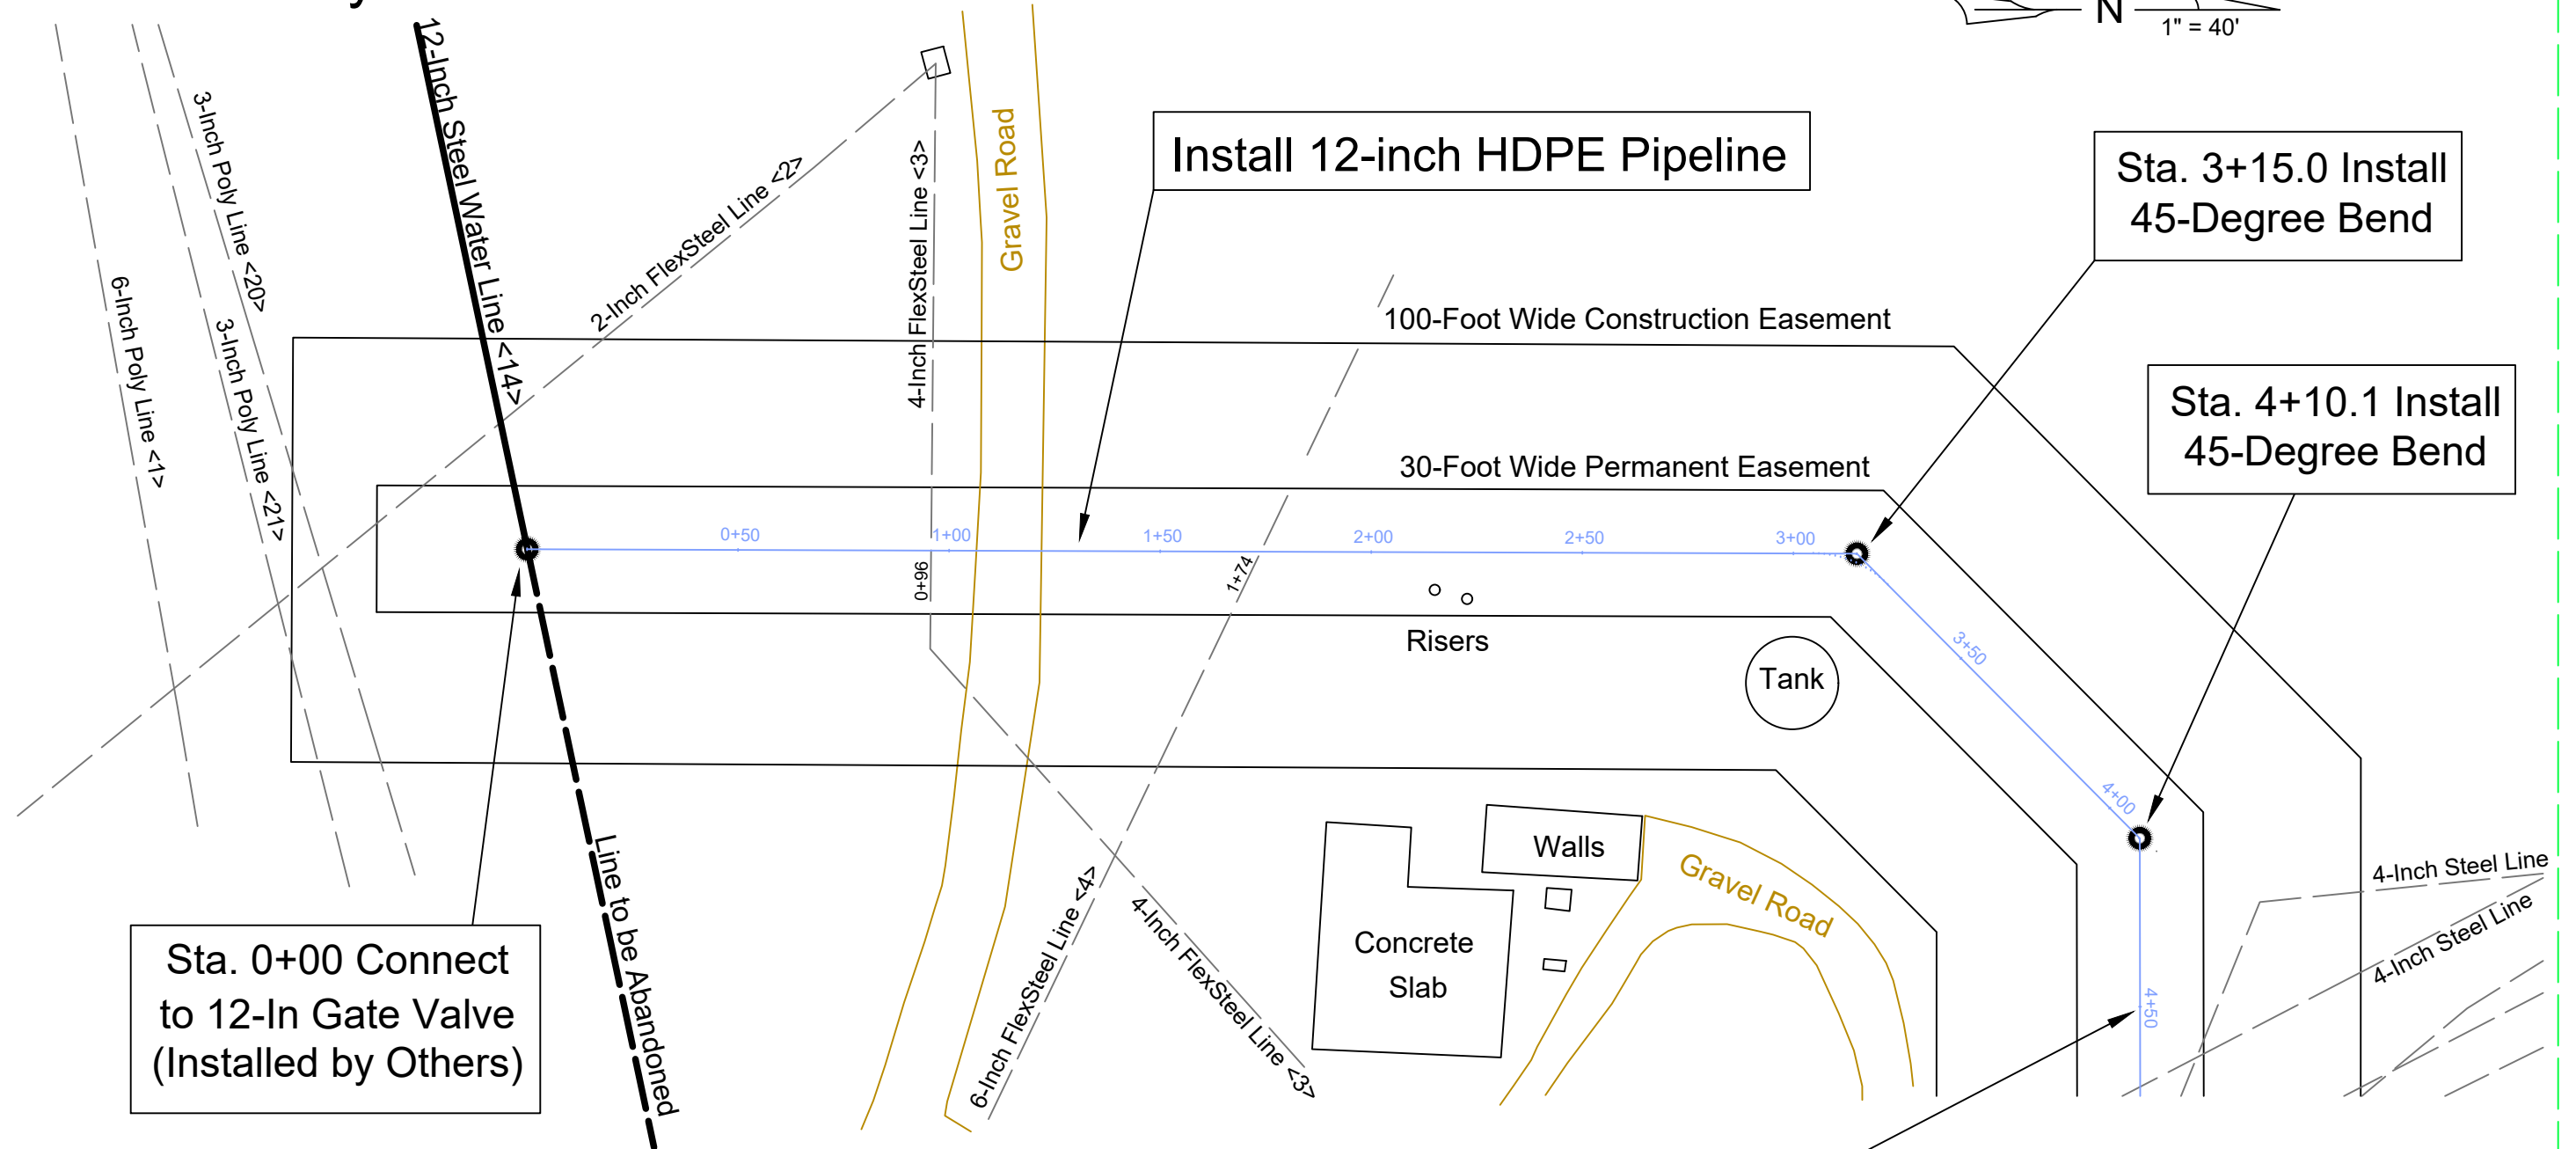 N
1" = 40'
12-Inch Steel Water Line <14>
3-Inch Poly Line <20>
3-Inch Poly Line <21>
6-Inch Poly Line <1>
2-Inch FlexSteel Line <2>
4-Inch FlexSteel Line <3>
Gravel Road
Install 12-inch HDPE Pipeline
Sta. 3+15.0 Install
45-Degree Bend
100-Foot Wide Construction Easement
Sta. 4+10.1 Install
45-Degree Bend
30-Foot Wide Permanent Easement
0+50
1+00
1+50
2+00
2+50
3+00
0+96
1+74
3+50
4+00
4+50
Risers
Tank
Walls
Gravel Road
Concrete
Slab
4-Inch Steel Line
4-Inch Steel Line
6-Inch FlexSteel Line <4>
4-Inch FlexSteel Line <3>
Line to be Abandoned
Sta. 0+00 Connect
to 12-In Gate Valve
(Installed by Others)